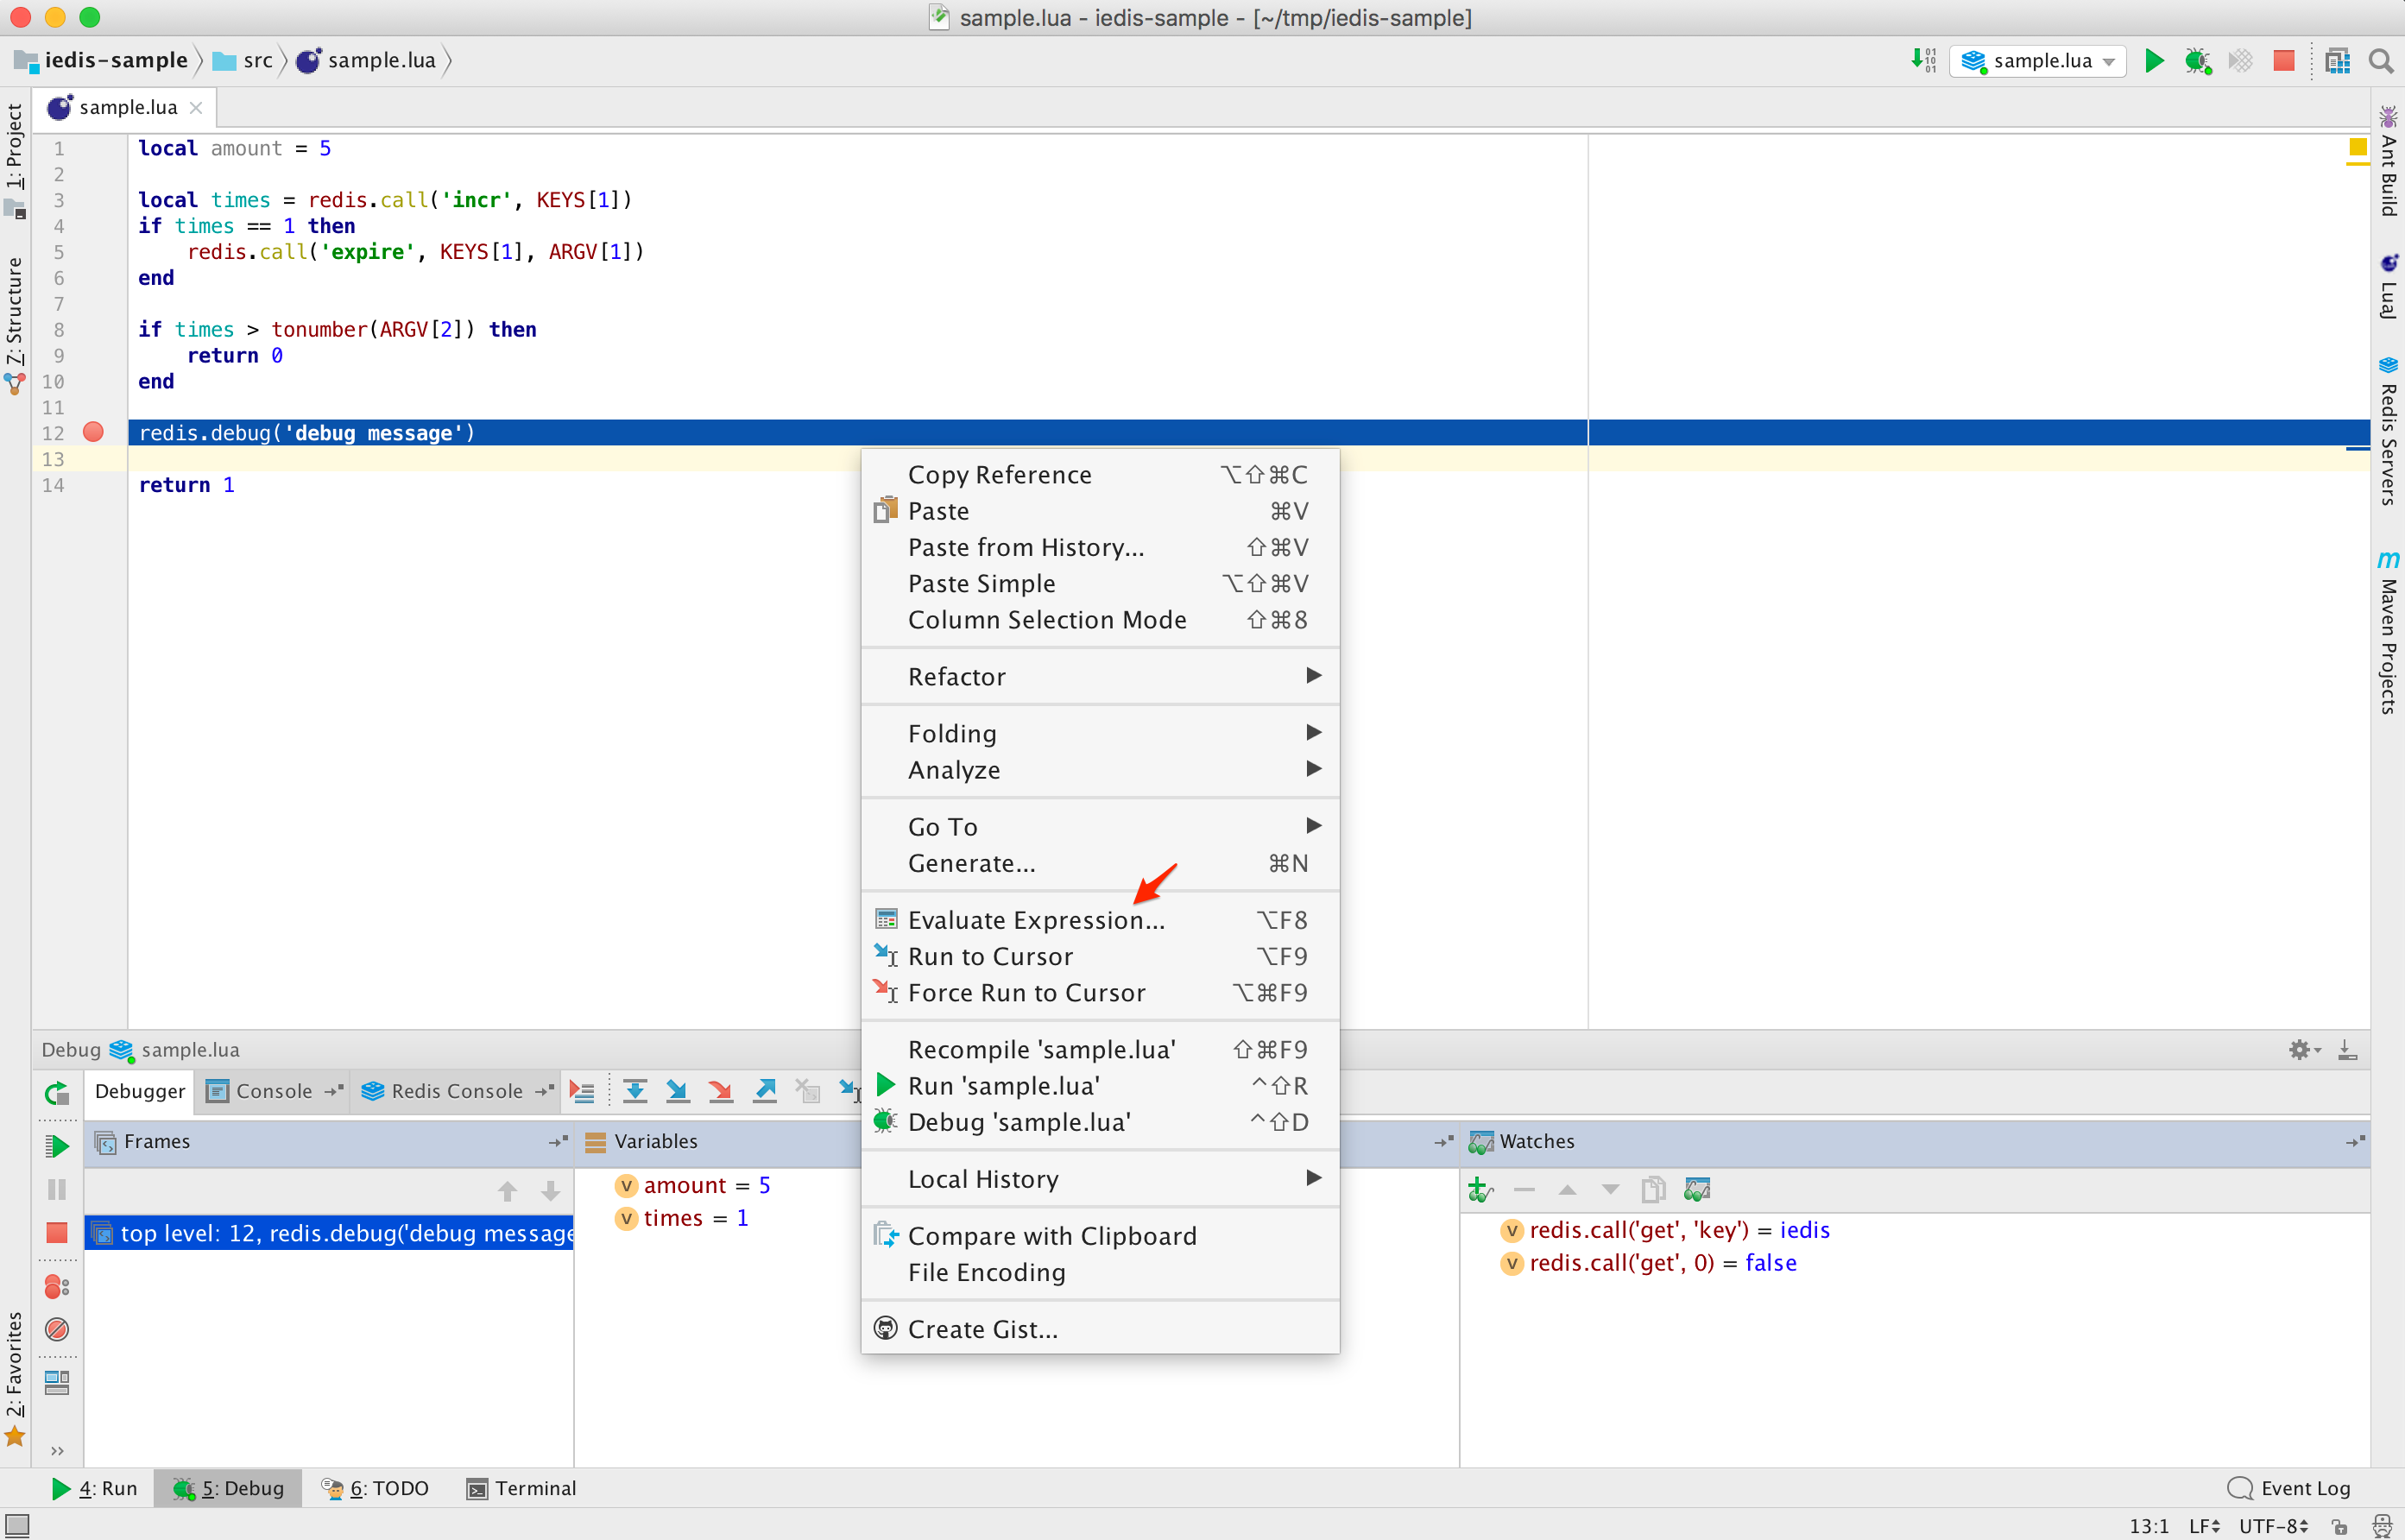 sample.lua - iedis-sample - [~/tmp/iedis-sample]
iedis-sample
src
sample.lua
sample.lua
sample.lua
1: Project
7: Structure
2: Favorites
Ant Build
LuaJ
Redis Servers
Maven Projects
1 local amount = 5
2
3 local times = redis.call('incr', KEYS[1])
4 if times == 1 then
5 redis.call('expire', KEYS[1], ARGV[1])
6 end
7
8 if times > tonumber(ARGV[2]) then
9 return 0
10 end
11
12 redis.debug('debug message')
13
14 return 1
Copy Reference ⌥⇧⌘C
Paste ⌘V
Paste from History... ⇧⌘V
Paste Simple ⌥⇧⌘V
Column Selection Mode ⇧⌘8
Refactor
Folding
Analyze
Go To
Generate... ⌘N
Evaluate Expression... ⌥F8
Run to Cursor ⌥F9
Force Run to Cursor ⌥⌘F9
Recompile 'sample.lua' ⇧⌘F9
Run 'sample.lua' ^⇧R
Debug 'sample.lua' ^⇧D
Local History
Compare with Clipboard
File Encoding
Create Gist...
Debug sample.lua
Debugger
Console
Redis Console
Frames
top level: 12, redis.debug('debug message
Variables
amount = 5
times = 1
Watches
redis.call('get', 'key') = iedis
redis.call('get', 0) = false
4: Run
5: Debug
6: TODO
Terminal
Event Log
13:1
LF
UTF-8